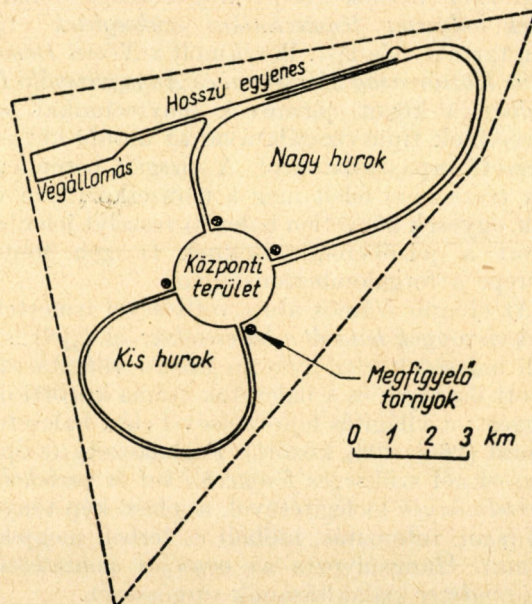 Hosszú egyenes
Végállomás
Nagy hurok
Központi
terület
Kis hurok
Megfigyelő
tornyok
0 1 2 3 km